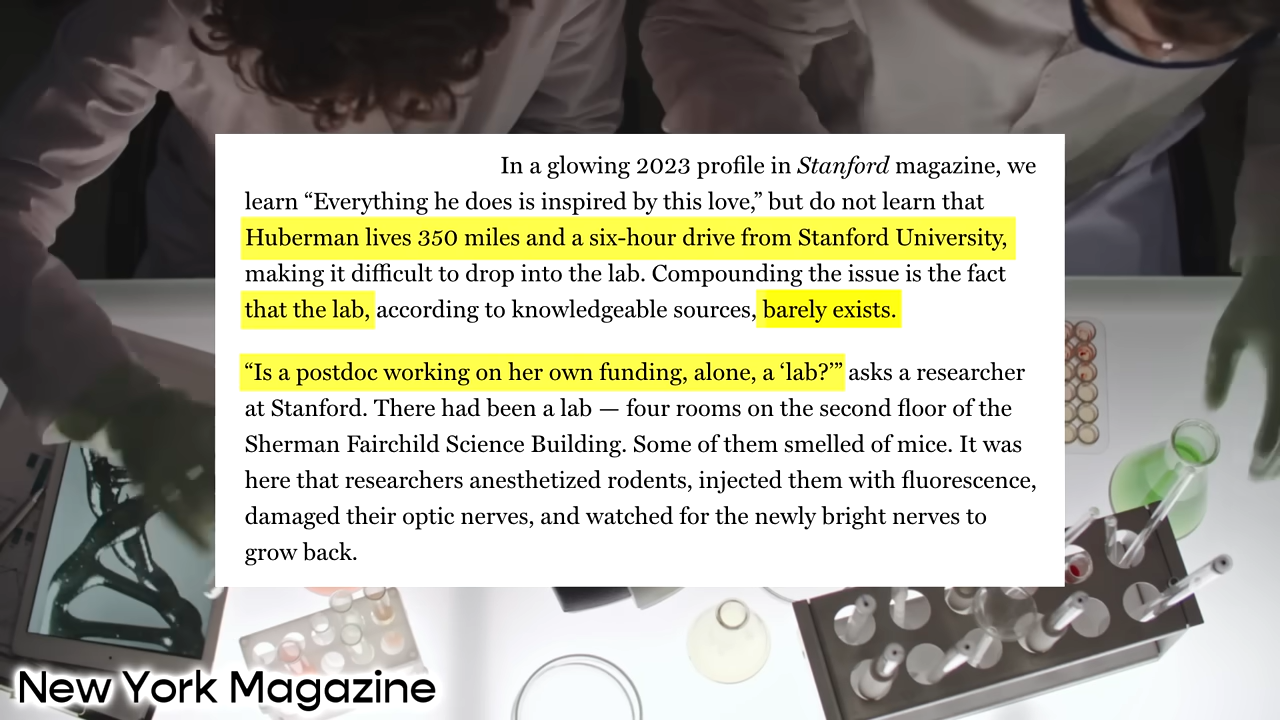 In a glowing 2023 profile in Stanford magazine, we
learn “Everything he does is inspired by this love,” but do not learn that
Huberman lives 350 miles and a six-hour drive from Stanford University,
making it difficult to drop into the lab. Compounding the issue is the fact
that the lab, according to knowledgeable sources, barely exists.
“Is a postdoc working on her own funding, alone, a ‘lab?’” asks a researcher
at Stanford. There had been a lab — four rooms on the second floor of the
Sherman Fairchild Science Building. Some of them smelled of mice. It was
here that researchers anesthetized rodents, injected them with fluorescence,
damaged their optic nerves, and watched for the newly bright nerves to
grow back.
New York Magazine